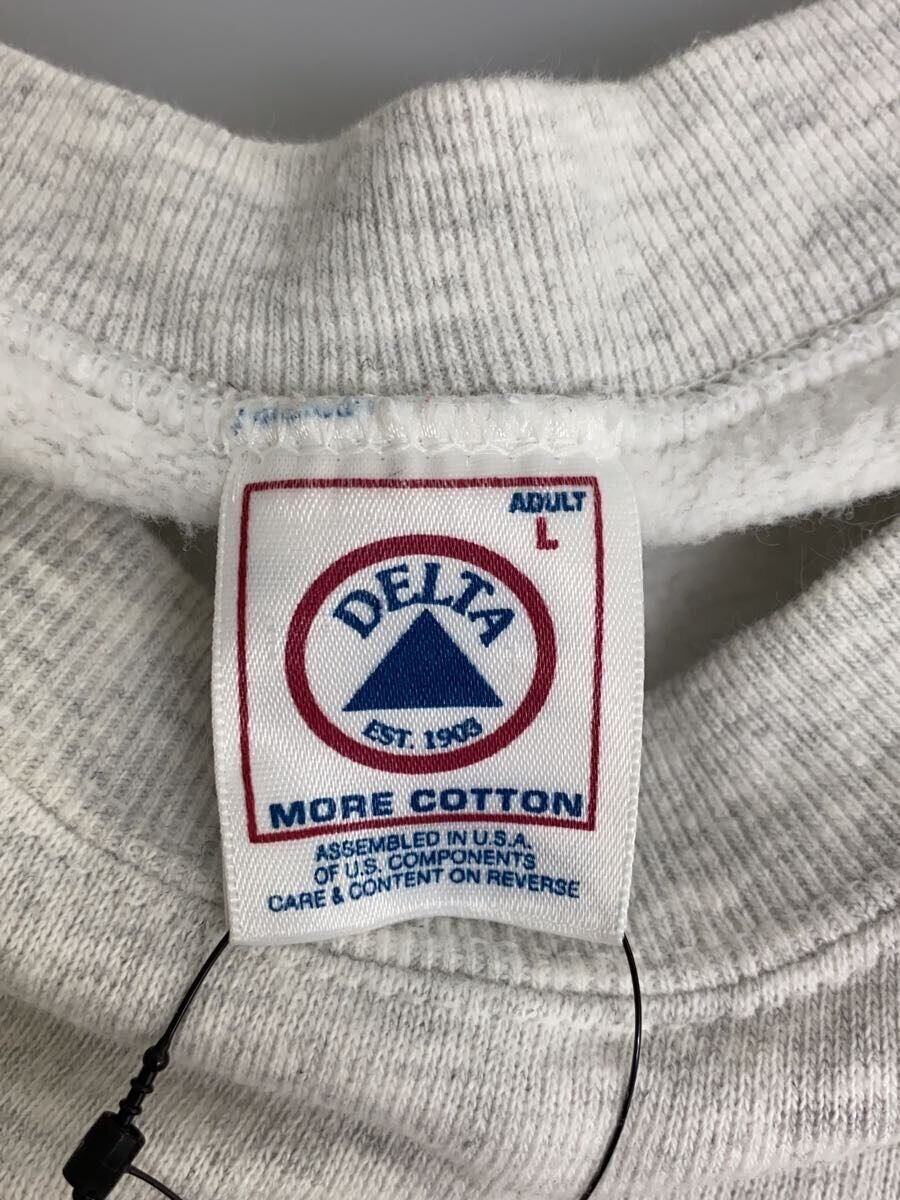 ADULT
L
DELTA
EST. 1903
MORE COTTON
ASSEMBLED IN U.S.A.
OF U.S. COMPONENTS
CARE & CONTENT ON REVERSE